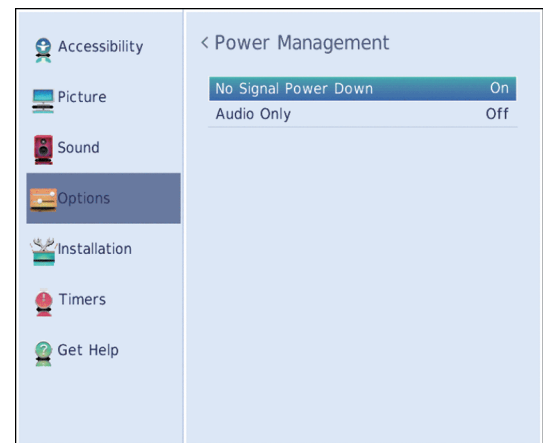 Accessibility
Picture
Sound
Options
Installation
Timers
Get Help
< Power Management
No Signal Power Down On
Audio Only Off